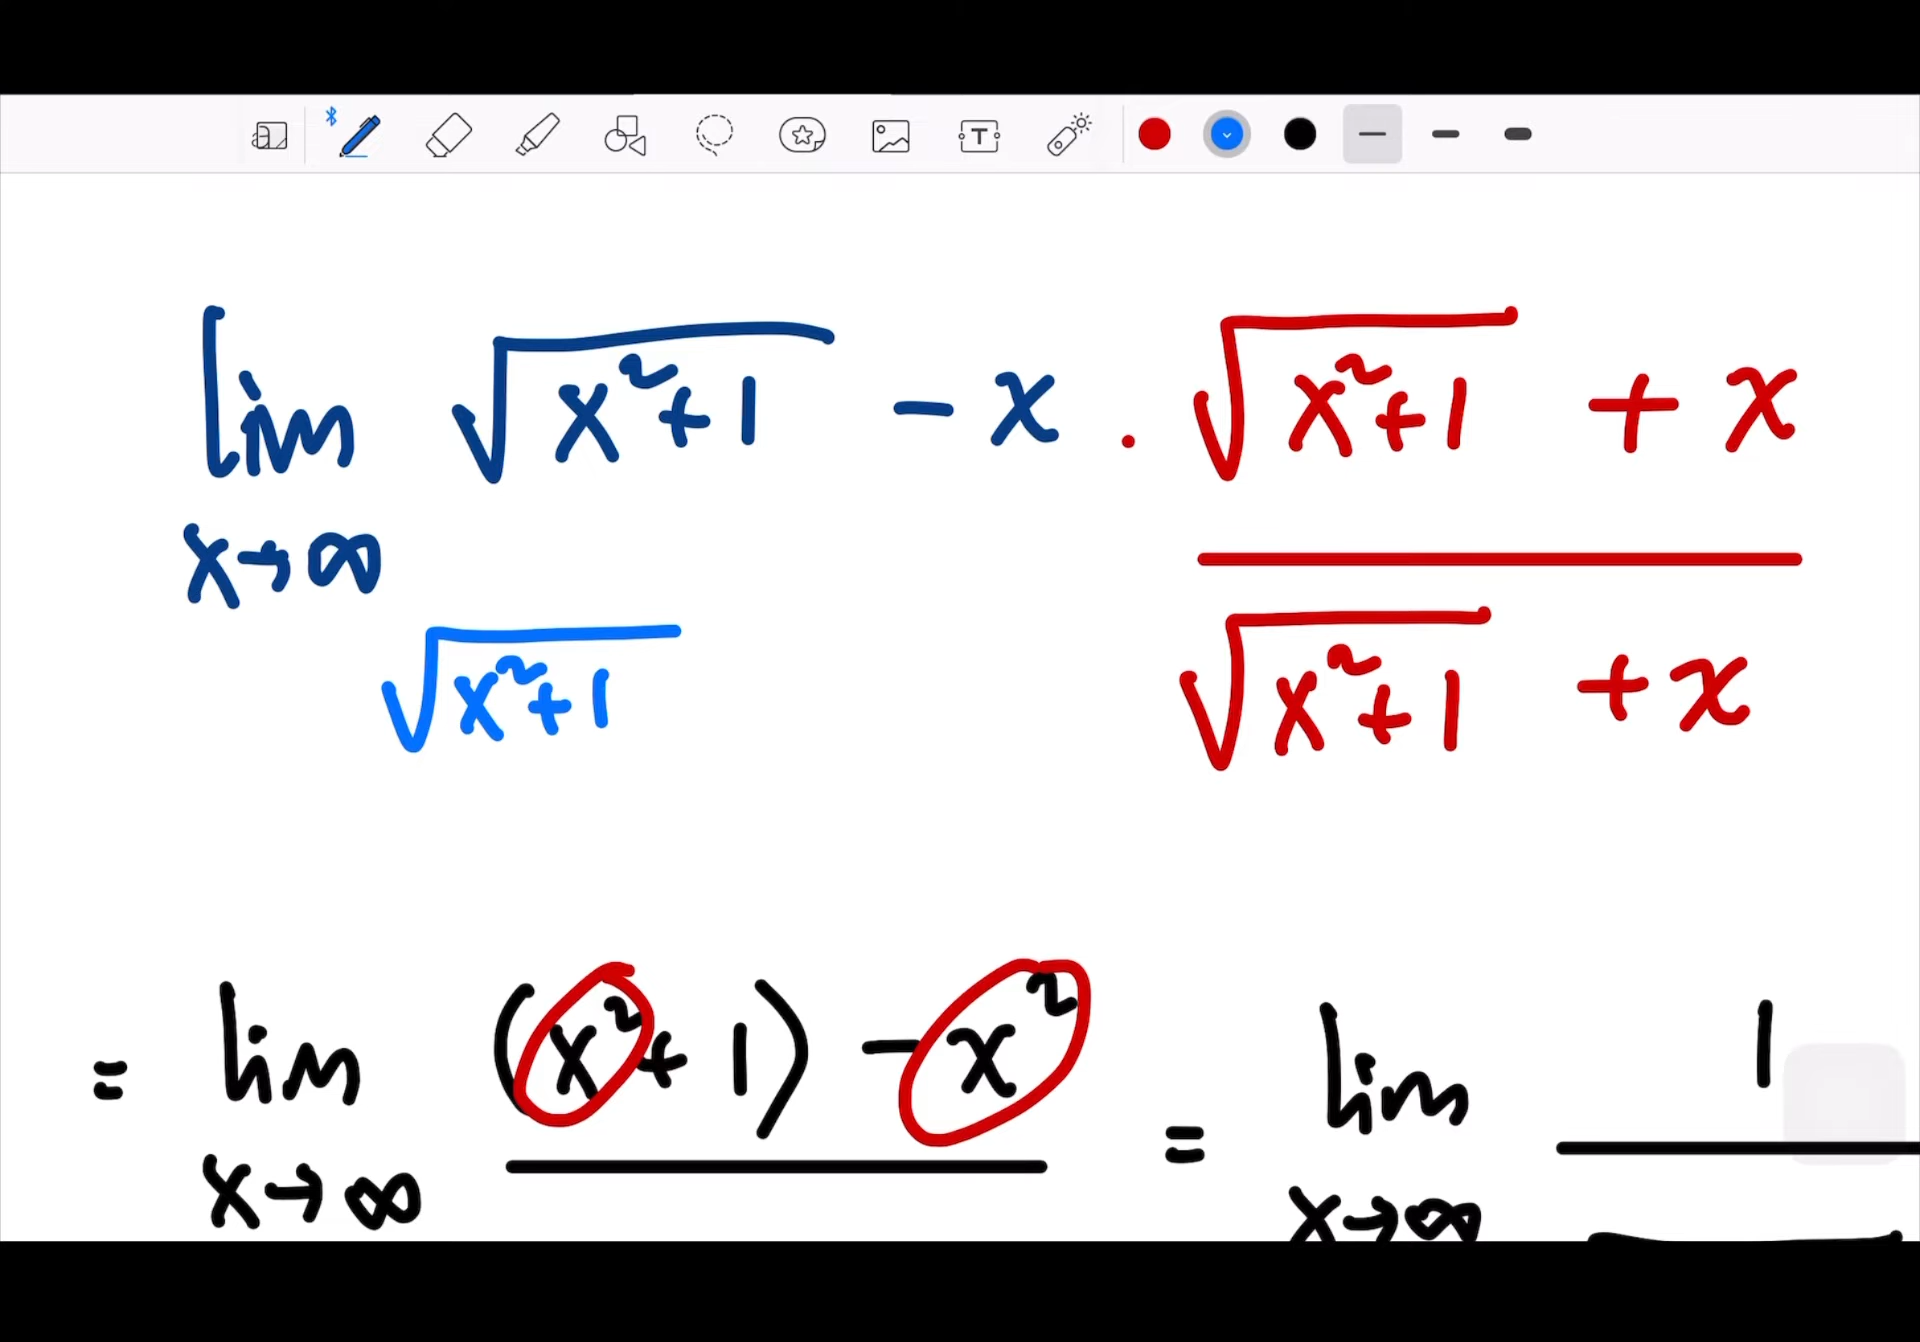 lim √(x²+1) - x · √(x²+1) + x
x→∞ √(x²+1) + x
√(x²+1)
= lim (x²+1) - x² = lim 1
x→∞ x→∞